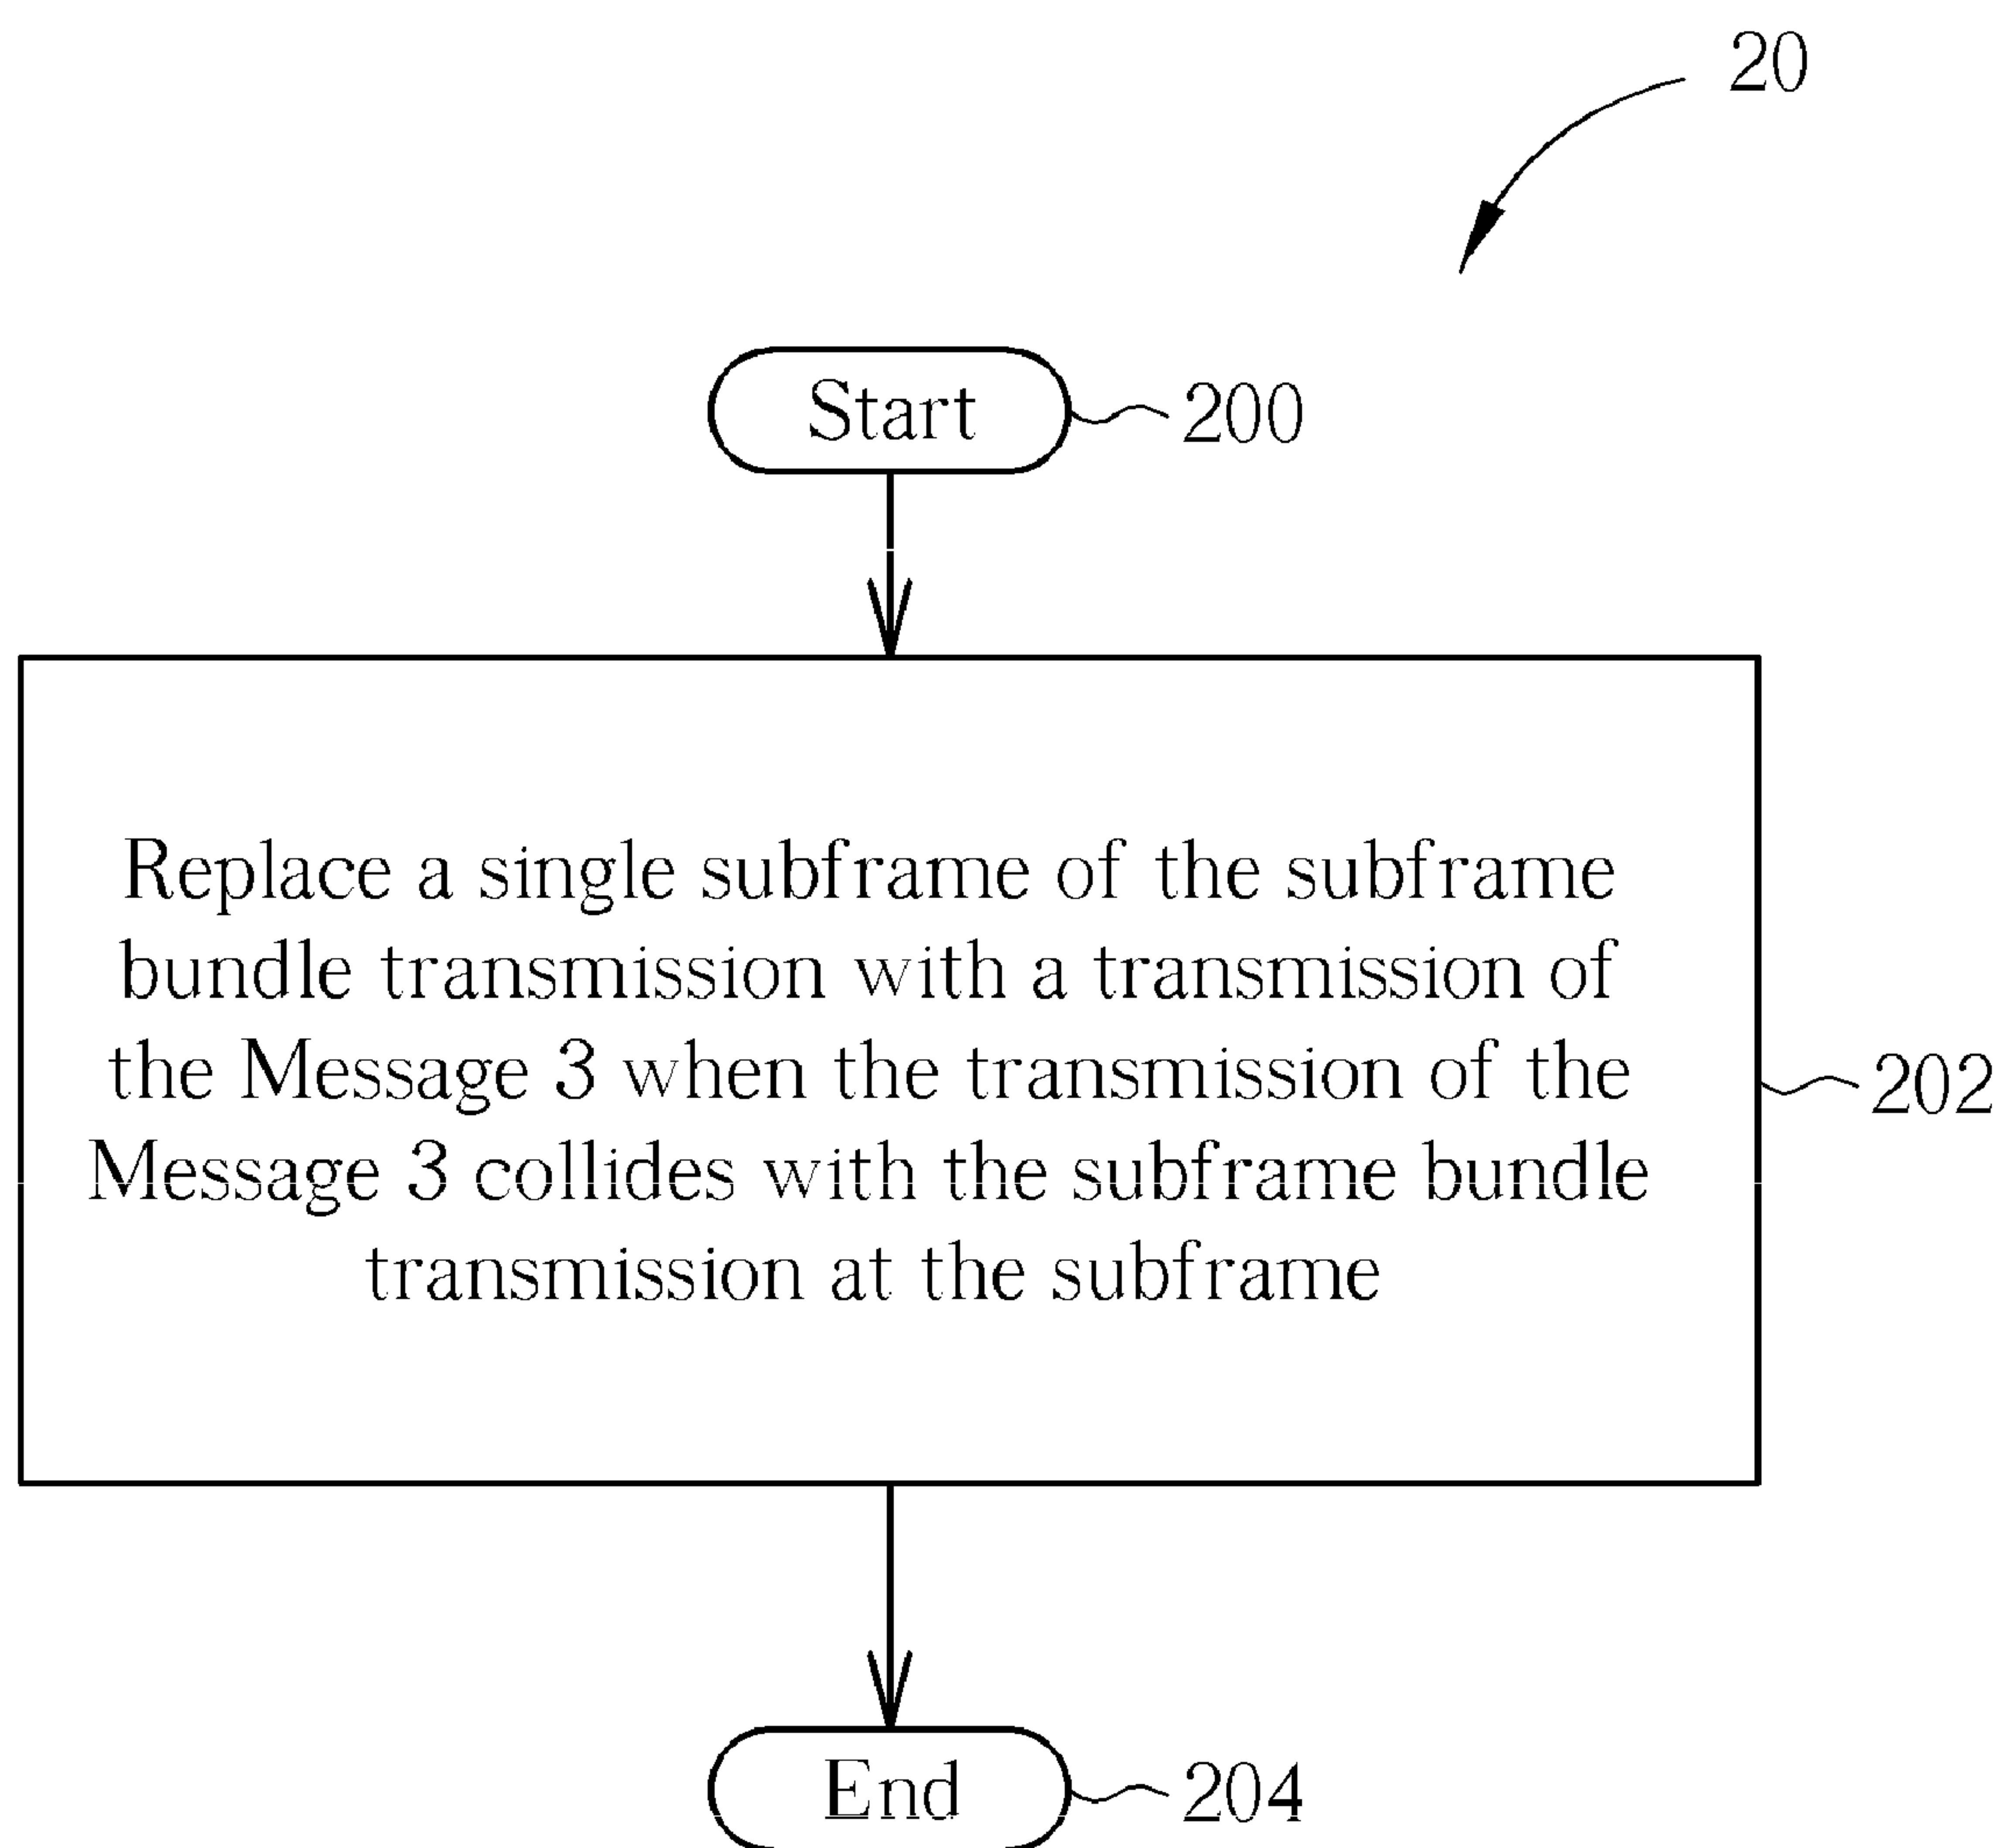 20
Start
200
Replace a single subframe of the subframe
bundle transmission with a transmission of
the Message 3 when the transmission of the
Message 3 collides with the subframe bundle
transmission at the subframe
202
End
204